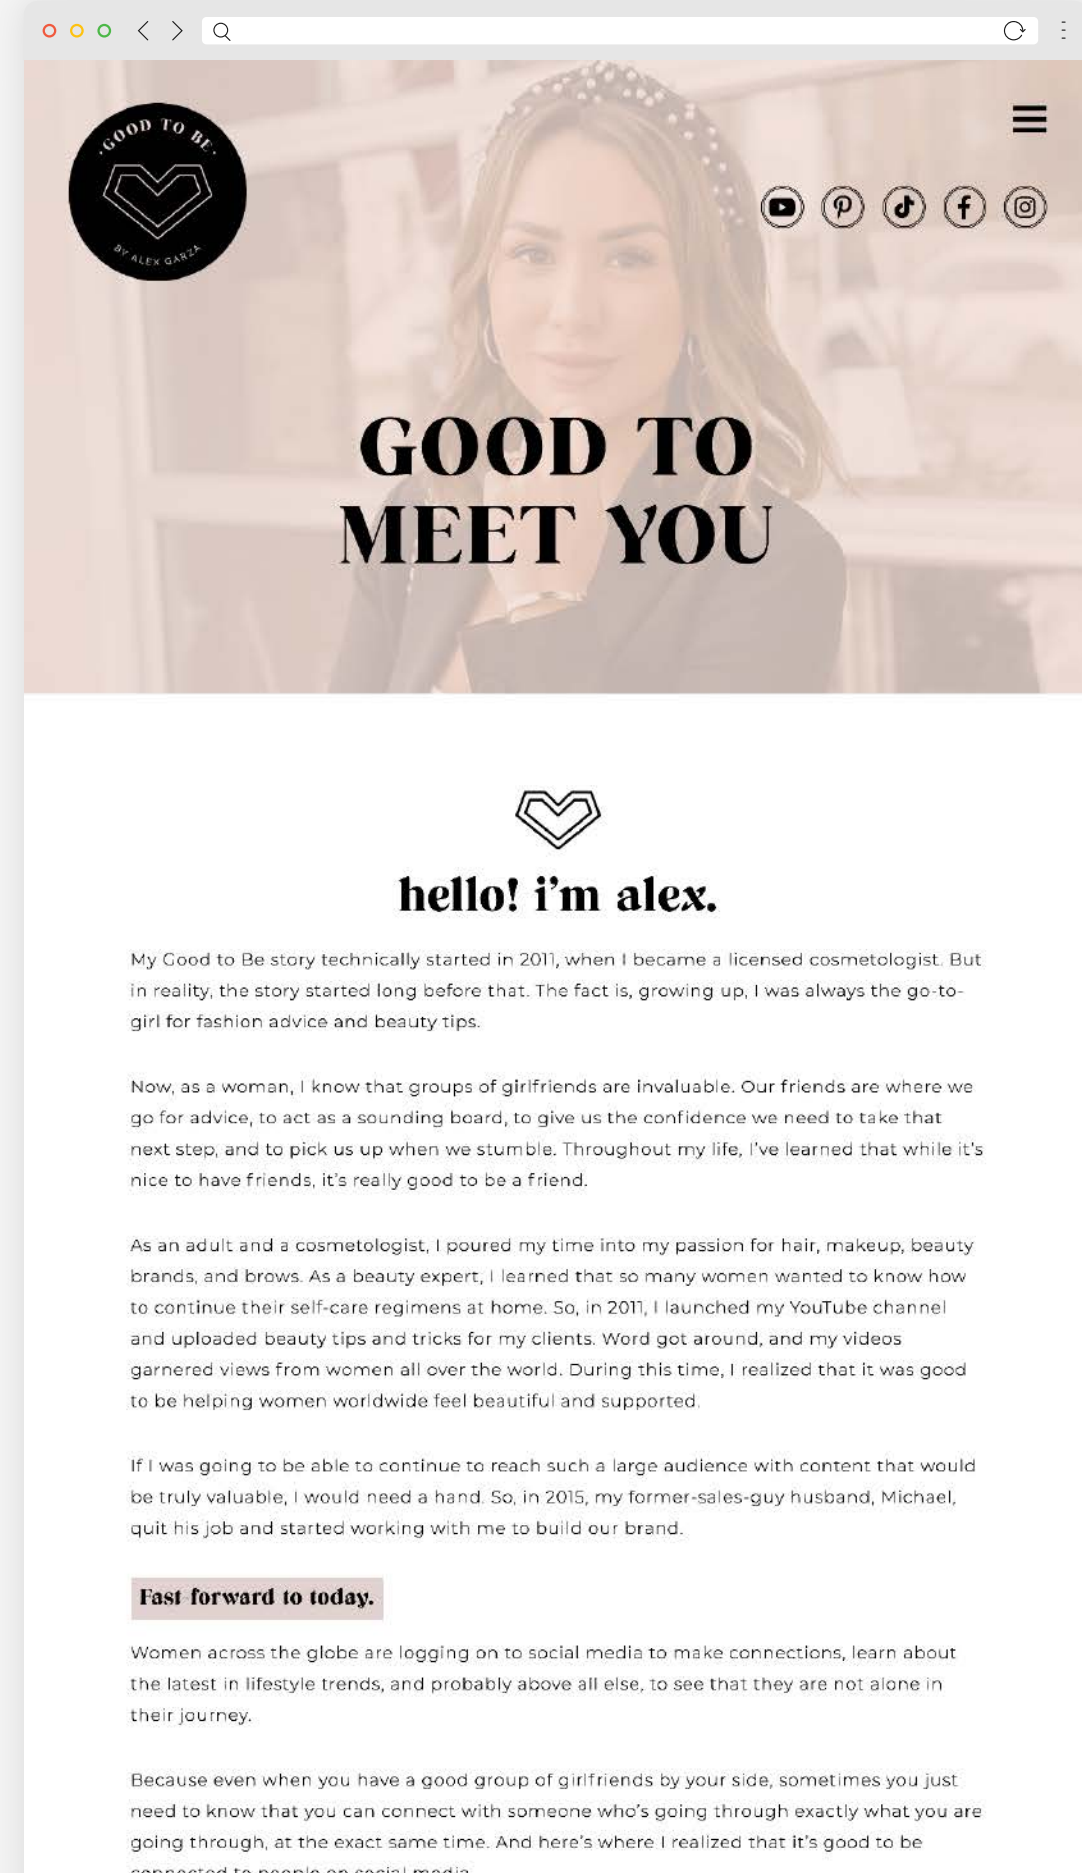 ·GOOD TO BE·
BY ALEX GARZA
GOOD TO
MEET YOU
hello! i'm alex.
My Good to Be story technically started in 2011, when I became a licensed cosmetologist. But
in reality, the story started long before that. The fact is, growing up, I was always the go-to-
girl for fashion advice and beauty tips.
Now, as a woman, I know that groups of girlfriends are invaluable. Our friends are where we
go for advice, to act as a sounding board, to give us the confidence we need to take that
next step, and to pick us up when we stumble. Throughout my life, I've learned that while it's
nice to have friends, it's really good to be a friend.
As an adult and a cosmetologist, I poured my time into my passion for hair, makeup, beauty
brands, and brows. As a beauty expert, I learned that so many women wanted to know how
to continue their self-care regimens at home. So, in 2011, I launched my YouTube channel
and uploaded beauty tips and tricks for my clients. Word got around, and my videos
garnered views from women all over the world. During this time, I realized that it was good
to be helping women worldwide feel beautiful and supported.
If I was going to be able to continue to reach such a large audience with content that would
be truly valuable, I would need a hand. So, in 2015, my former-sales-guy husband, Michael,
quit his job and started working with me to build our brand.
Fast forward to today.
Women across the globe are logging on to social media to make connections, learn about
the latest in lifestyle trends, and probably above all else, to see that they are not alone in
their journey.
Because even when you have a good group of girlfriends by your side, sometimes you just
need to know that you can connect with someone who's going through exactly what you are
going through, at the exact same time. And here's where I realized that it's good to be
connected to people on social media.